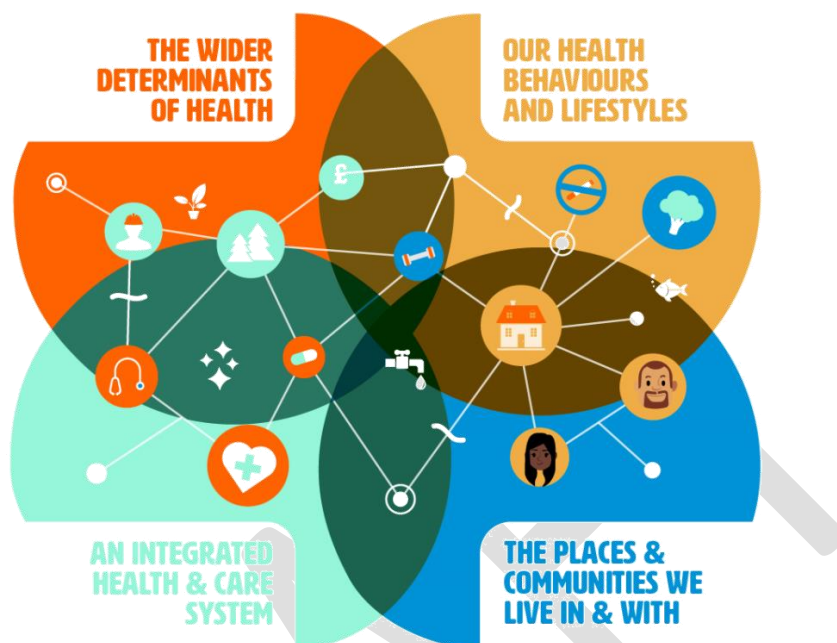 THE WIDER
DETERMINANTS
OF HEALTH
OUR HEALTH
BEHAVIOURS
AND LIFESTYLES
£
AN INTEGRATED
HEALTH & CARE
SYSTEM
THE PLACES &
COMMUNITIES WE
LIVE IN & WITH